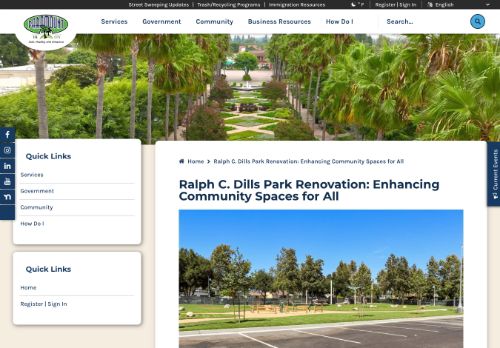 Street Sweeping Updates | Trash/Recycling Programs | Immigration Resources
° F Register | Sign In English
PARAMOUNT
Services Government Community Business Resources How Do I Search...
Home > Ralph C. Dills Park Renovation: Enhancing Community Spaces for All
Quick Links
Services
Government
Community
How Do I
Quick Links
Home
Register | Sign In
Ralph C. Dills Park Renovation: Enhancing
Community Spaces for All
Current Events